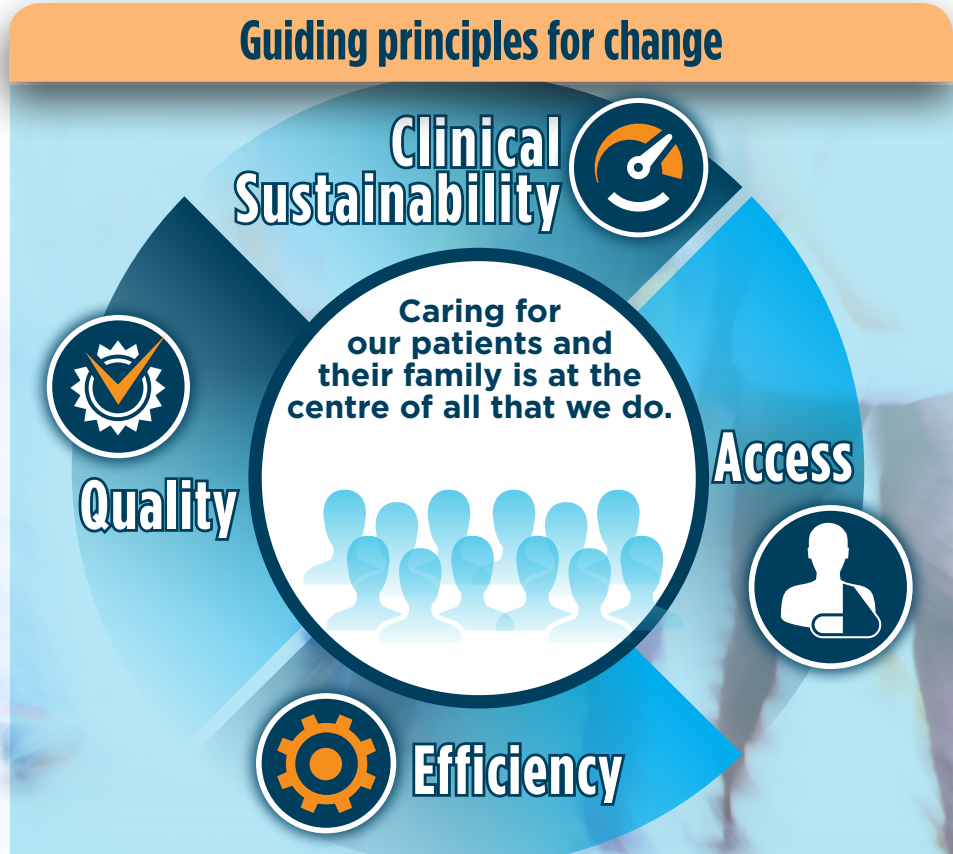 Guiding principles for change
Clinical
Sustainability
Caring for
our patients and
their family is at the
centre of all that we do.
Access
Quality
Efficiency